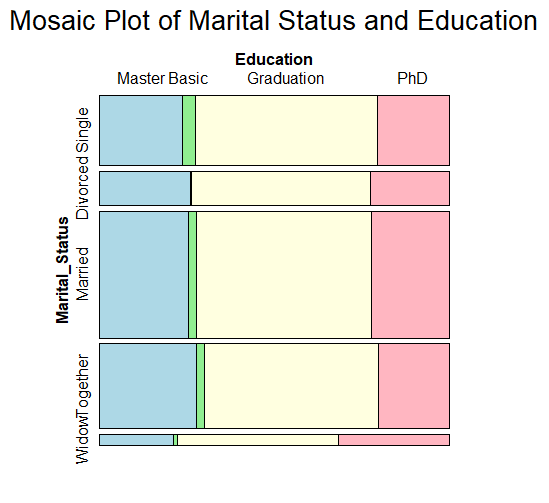 Mosaic Plot of Marital Status and Education
Education
Master Basic Graduation PhD
Marital_Status
Single
Divorced
Married
Together
Widow